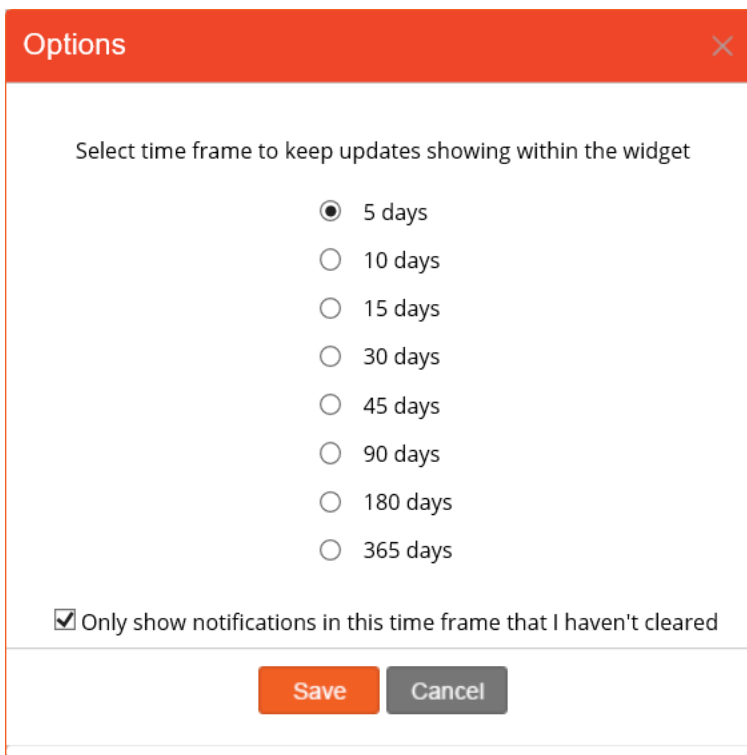 Options
Select time frame to keep updates showing within the widget
5 days
10 days
15 days
30 days
45 days
90 days
180 days
365 days
Only show notifications in this time frame that I haven't cleared
Save Cancel